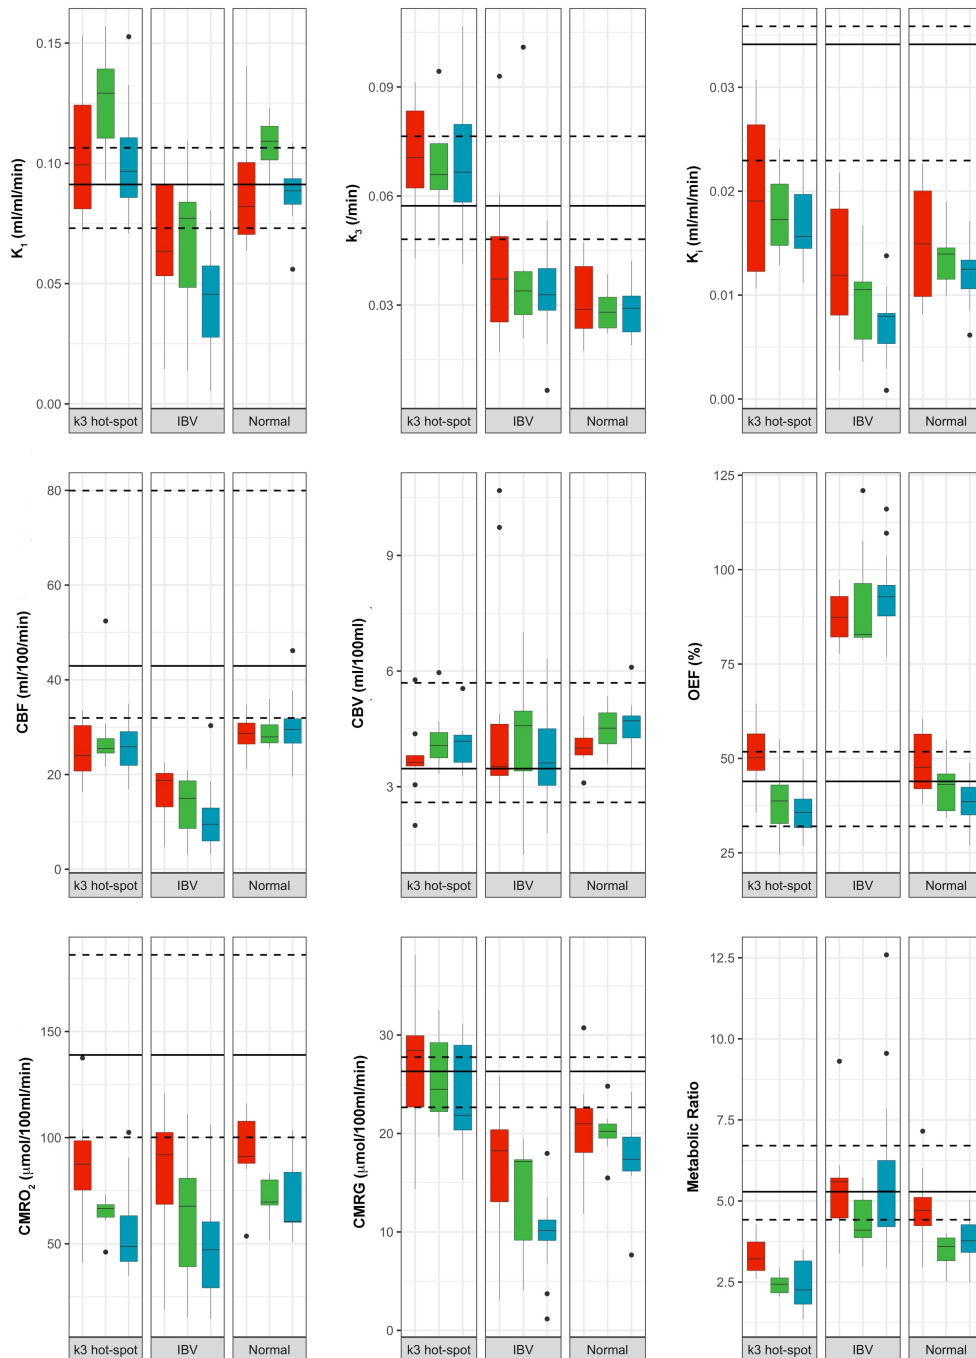 K1 (ml/ml/min)
0.15
0.10
0.05
0.00
k3 hot-spot
IBV
Normal
k3 (/min)
0.09
0.06
0.03
k3 hot-spot
IBV
Normal
Ki (ml/ml/min)
0.03
0.02
0.01
0.00
k3 hot-spot
IBV
Normal
CBF (ml/100/min)
80
60
40
20
0
k3 hot-spot
IBV
Normal
CBV (ml/100ml)
9
6
3
k3 hot-spot
IBV
Normal
OEF (%)
125
100
75
50
25
k3 hot-spot
IBV
Normal
CMRO2 (μmol/100ml/min)
150
100
50
k3 hot-spot
IBV
Normal
CMRG (μmol/100ml/min)
30
20
10
0
k3 hot-spot
IBV
Normal
Metabolic Ratio
12.5
10.0
7.5
5.0
2.5
k3 hot-spot
IBV
Normal